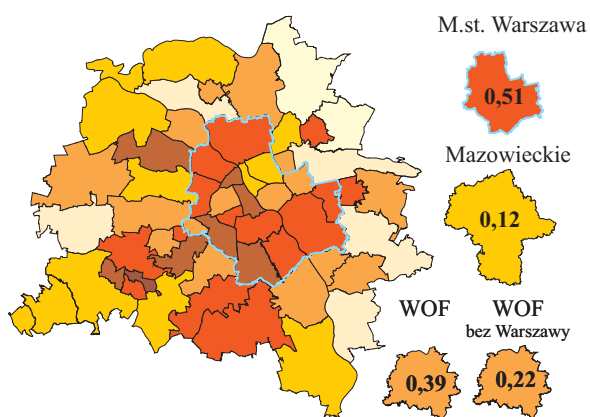 M.st. Warszawa
0,51
Mazowieckie
0,12
WOF
WOF
bez Warszawy
0,39
0,22